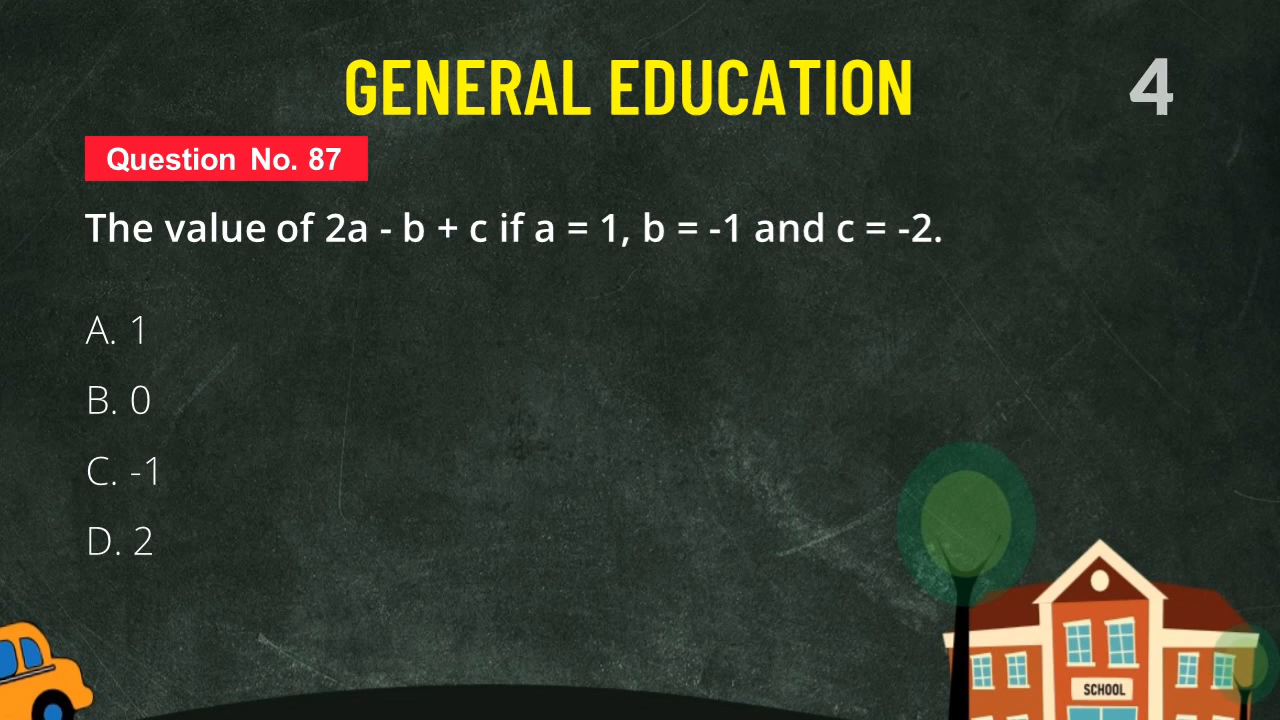 GENERAL EDUCATION
4
Question No. 87
The value of 2a - b + c if a = 1, b = -1 and c = -2.
A. 1
B. 0
C. -1
D. 2
SCHOOL